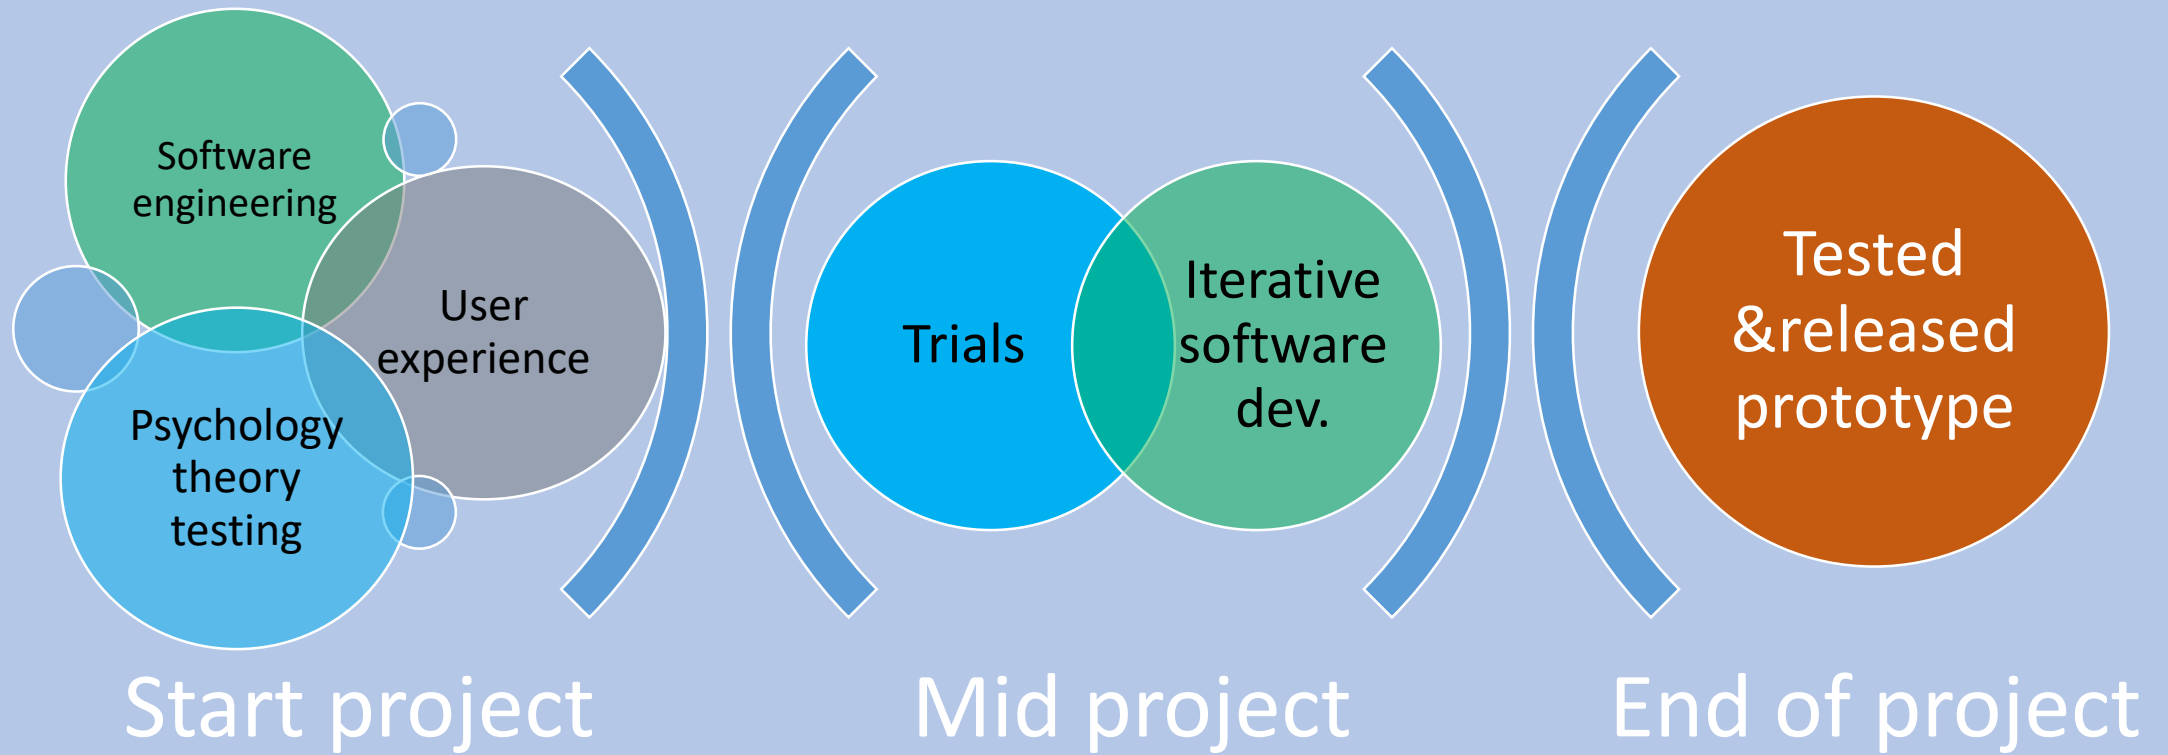 Software
engineering
User
experience
Psychology
theory
testing
Start project
Trials
Iterative
software
dev.
Mid project
Tested
&released
prototype
End of project